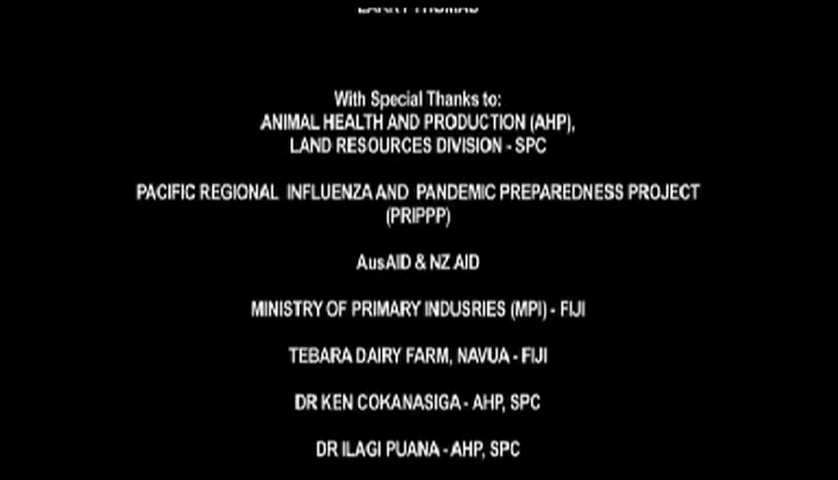 With Special Thanks to:
ANIMAL HEALTH AND PRODUCTION (AHP),
LAND RESOURCES DIVISION - SPC
PACIFIC REGIONAL INFLUENZA AND PANDEMIC PREPAREDNESS PROJECT
(PRIPPP)
AusAID & NZ AID
MINISTRY OF PRIMARY INDUSRIES (MPI) - FIJI
TEBARA DAIRY FARM, NAVUA - FIJI
DR KEN COKANASIGA - AHP, SPC
DR ILAGI PUANA - AHP, SPC